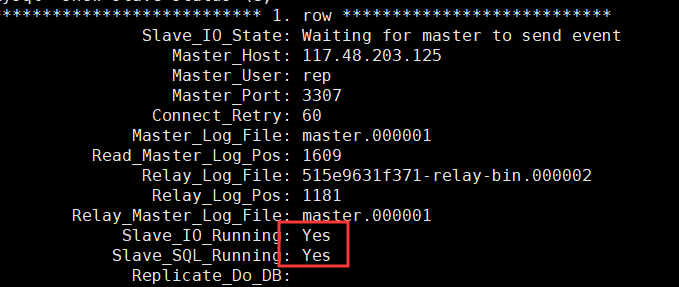 *************************** 1. row ***************************
Slave_IO_State: Waiting for master to send event
Master_Host: 117.48.203.125
Master_User: rep
Master_Port: 3307
Connect_Retry: 60
Master_Log_File: master.000001
Read_Master_Log_Pos: 1609
Relay_Log_File: 515e9631f371-relay-bin.000002
Relay_Log_Pos: 1181
Relay_Master_Log_File: master.000001
Slave_IO_Running: Yes
Slave_SQL_Running: Yes
Replicate_Do_DB: